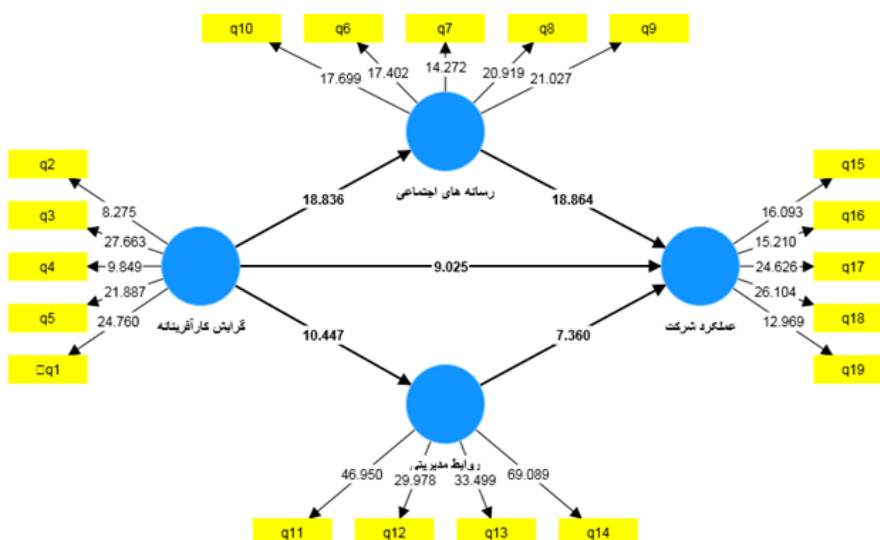 q10 q6 q7 q8 q9
17.699 17.402 14.272 20.919 21.027
رسانه های اجتماعی
q2
q3
q4
q5
q1
8.275
27.663
9.849
21.887
24.760
گرایش کارآفرینانه
18.836
18.864
9.025
10.447
7.360
q15
q16
q17
q18
q19
16.093
15.210
24.626
26.104
12.969
عملکرد شرکت
روابط مدیریتی
46.950 29.978 33.499 69.089
q11 q12 q13 q14